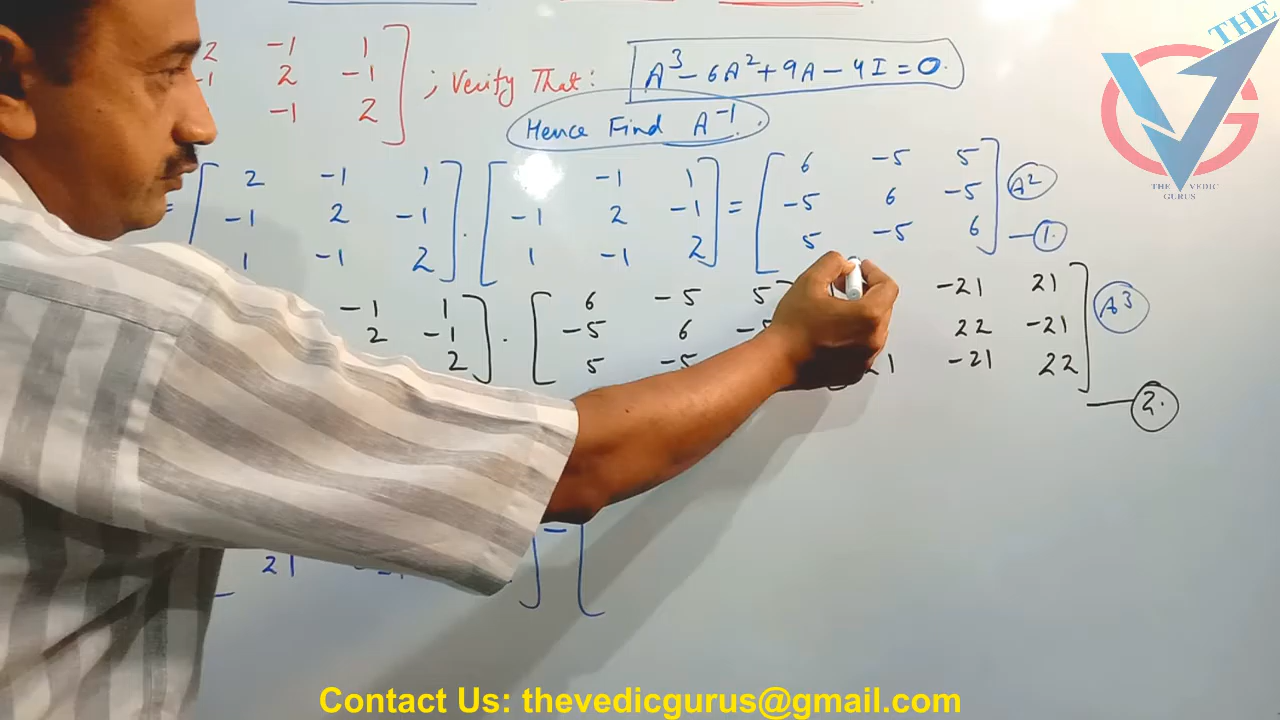 2 -1 1
-1 2 -1 ; Verify That: A³ - 6A² + 9A - 4I = 0.
-1 2
Hence Find A⁻¹.
= [ 2 -1 1 ] . [ -1 1 ] = [ 6 -5 5 ] A²
-1 2 -1 -1 2 -1 -5 6 -5
1 -1 2 1 -1 2 5 -5 6 — 1.
-1 1 ] . [ 6 -5 5 -21 21 ] A³
2 -1 -5 6 -5 22 -21
2 5 -5 21 -21 22
— 2.
] - [
21
THE
VG
THE VEDIC
GURUS
Contact Us: thevedicgurus@gmail.com